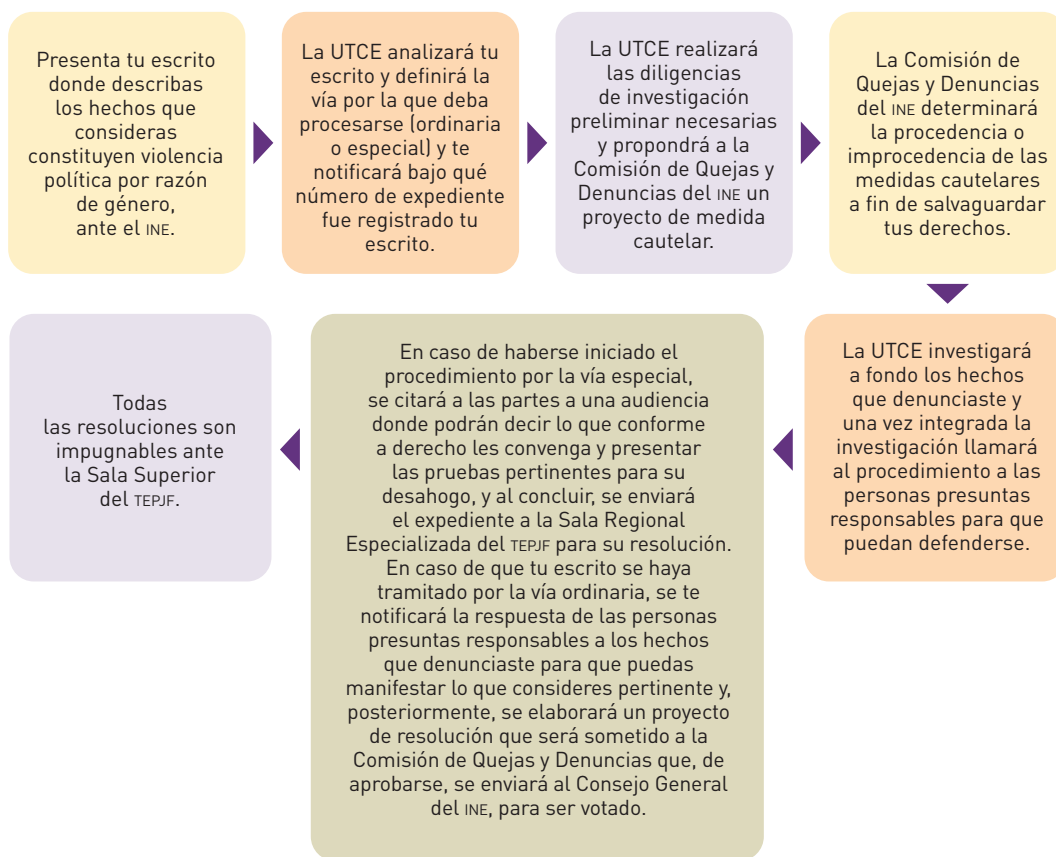 Presenta tu escrito
donde describas
los hechos que
consideras
constituyen violencia
política por razón
de género,
ante el INE.
La UTCE analizará tu
escrito y definirá la
vía por la que deba
procesarse (ordinaria
o especial) y te
notificará bajo qué
número de expediente
fue registrado tu
escrito.
La UTCE realizará
las diligencias
de investigación
preliminar necesarias
y propondrá a la
Comisión de Quejas y
Denuncias del INE un
proyecto de medida
cautelar.
La Comisión de
Quejas y Denuncias
del INE determinará
la procedencia o
improcedencia de las
medidas cautelares
a fin de salvaguardar
tus derechos.
La UTCE investigará
a fondo los hechos
que denunciaste y
una vez integrada la
investigación llamará
al procedimiento a las
personas presuntas
responsables para que
puedan defenderse.
En caso de haberse iniciado el
procedimiento por la vía especial,
se citará a las partes a una audiencia
donde podrán decir lo que conforme
a derecho les convenga y presentar
las pruebas pertinentes para su
desahogo, y al concluir, se enviará
el expediente a la Sala Regional
Especializada del TEPJF para su resolución.
En caso de que tu escrito se haya
tramitado por la vía ordinaria, se te
notificará la respuesta de las personas
presuntas responsables a los hechos
que denunciaste para que puedas
manifestar lo que consideres pertinente y,
posteriormente, se elaborará un proyecto
de resolución que será sometido a la
Comisión de Quejas y Denuncias que, de
aprobarse, se enviará al Consejo General
del INE, para ser votado.
Todas
las resoluciones son
impugnables ante
la Sala Superior
del TEPJF.